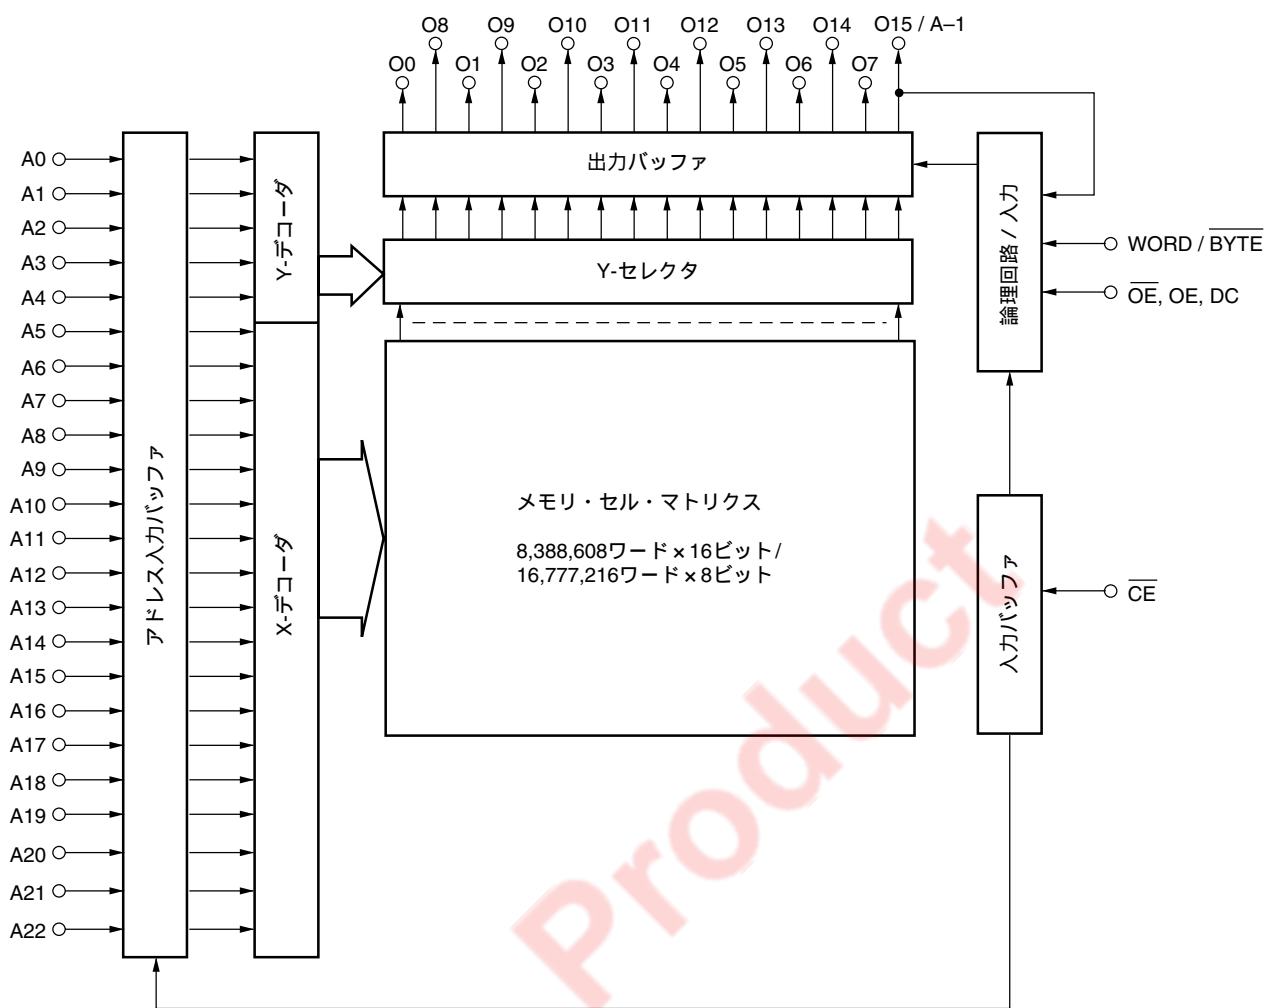 O8 O9 O10 O11 O12 O13 O14 O15 / A–1
O0 O1 O2 O3 O4 O5 O6 O7
出力バッファ
Y-セレクタ
Y-デコーダ
X-デコーダ
アドレス入力バッファ
A0
A1
A2
A3
A4
A5
A6
A7
A8
A9
A10
A11
A12
A13
A14
A15
A16
A17
A18
A19
A20
A21
A22
メモリ・セル・マトリクス
8,388,608ワード×16ビット/
16,777,216ワード×8ビット
論理回路 / 入力
WORD / B̅Y̅T̅E̅
O̅E̅, OE, DC
入力バッファ
C̅E̅
Product